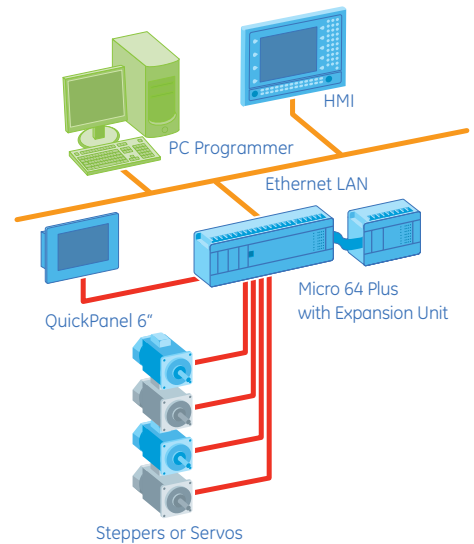 HMI
PC Programmer
Ethernet LAN
QuickPanel 6”
Micro 64 Plus
with Expansion Unit
Steppers or Servos